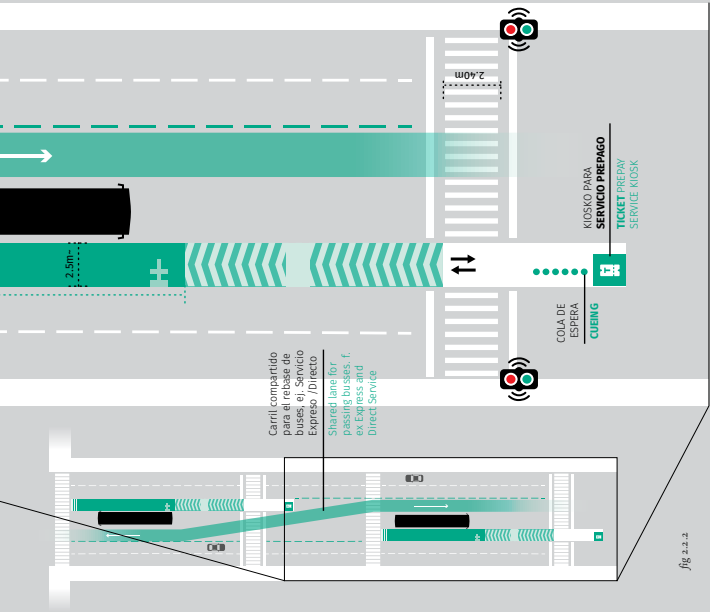 2.40m
2.5m
KIOSKO PARA
SERVICIO PREPAGO
TICKET PREPAY
SERVICE KIOSK
COLA DE
ESPERA
CUEING
Carril compartido
para el rebase de
buses, ej. Servicio
Expreso /Directo
Shared lane for
passing busses. f.
ex Express and
Direct Service
fig 2.2.2